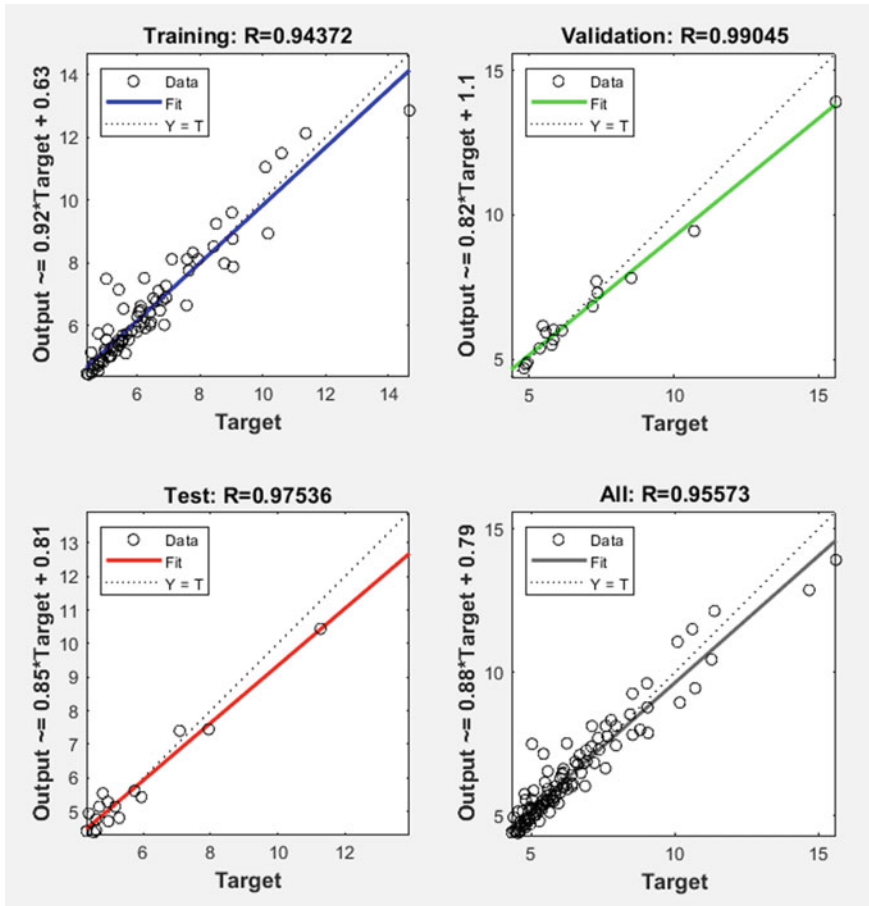 Training: R=0.94372
Output ~= 0.92*Target + 0.63
14
12
10
8
6
Data
Fit
Y = T
6
8
10
12
14
Target
Validation: R=0.99045
Output ~= 0.82*Target + 1.1
15
10
5
Data
Fit
Y = T
5
10
15
Target
Test: R=0.97536
Output ~= 0.85*Target + 0.81
13
12
11
10
9
8
7
6
5
Data
Fit
Y = T
6
8
10
12
Target
All: R=0.95573
Output ~= 0.88*Target + 0.79
15
10
5
Data
Fit
Y = T
5
10
15
Target